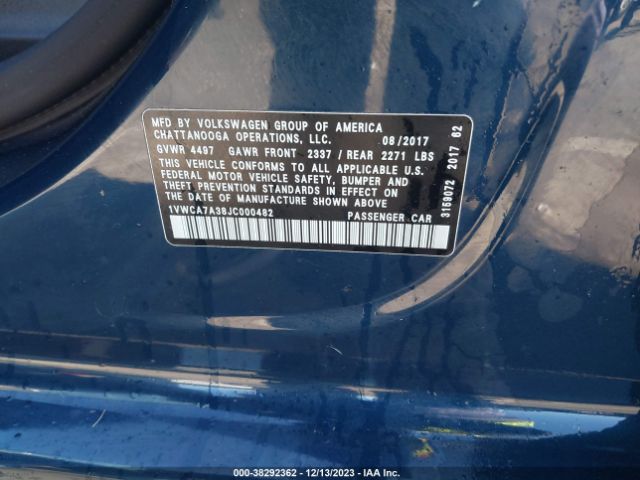 MFD BY VOLKSWAGEN GROUP OF AMERICA
CHATTANOOGA OPERATIONS, LLC. 08/2017
GVWR 4497 GAWR FRONT 2337 / REAR 2271 LBS
THIS VEHICLE CONFORMS TO ALL APPLICABLE U.S.
FEDERAL MOTOR VEHICLE SAFETY, BUMPER AND
THEFT PREVENTION STANDARDS IN EFFECT ON
THE DATE OF MANUFACTURE SHOWN ABOVE
1VWCA7A38JC000482 PASSENGER CAR
3159072 2017 62
000-38292362 - 12/13/2023 - IAA Inc.